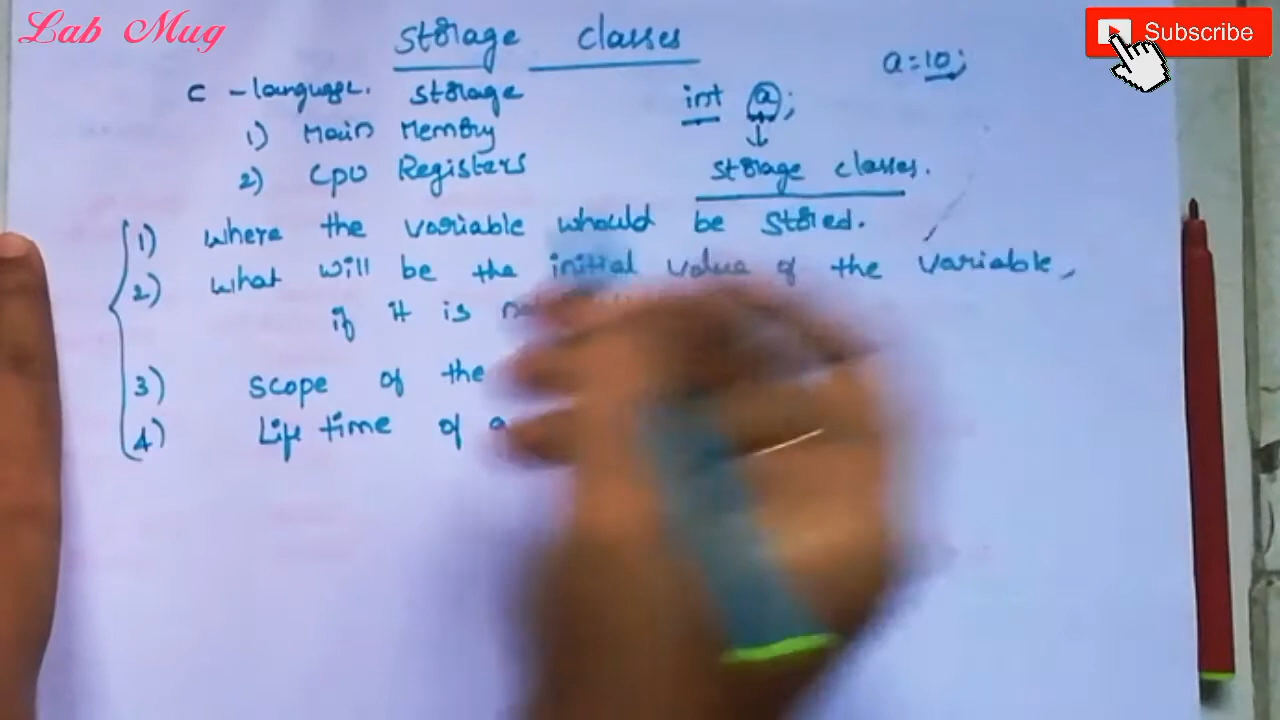 Lab Mug
Subscribe
Storage classes
a=10;
C - language. Storage
int a;
1) Main Memory
2) CPU Registers
Storage classes.
1) where the variable whould be stored.
2) what will be the initial value of the variable,
if it is
3) Scope of the
4) Life time of